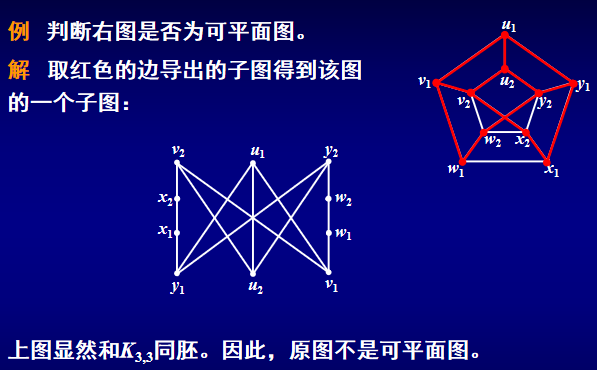 例 判断右图是否为可平面图。
解 取红色的边导出的子图得到该图
的一个子图：
u₁
v₁ u₂ y₁
v₂ y₂
w₂ x₂
w₁ x₁
v₂ u₁ y₂
x₂ w₂
x₁ w₁
y₁ u₂ v₁
上图显然和K₃,₃同胚。因此，原图不是可平面图。